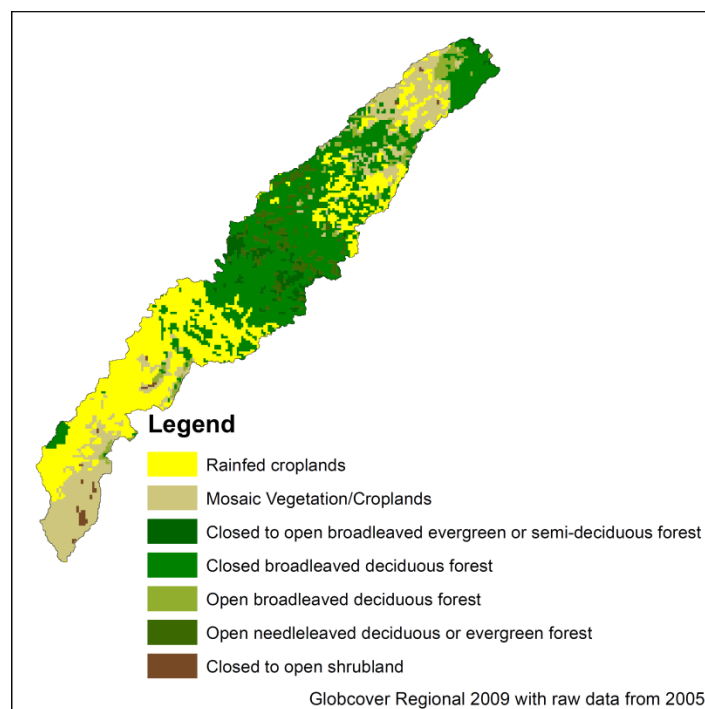 Legend
Rainfed croplands
Mosaic Vegetation/Croplands
Closed to open broadleaved evergreen or semi-deciduous forest
Closed broadleaved deciduous forest
Open broadleaved deciduous forest
Open needleleaved deciduous or evergreen forest
Closed to open shrubland
Globcover Regional 2009 with raw data from 2005